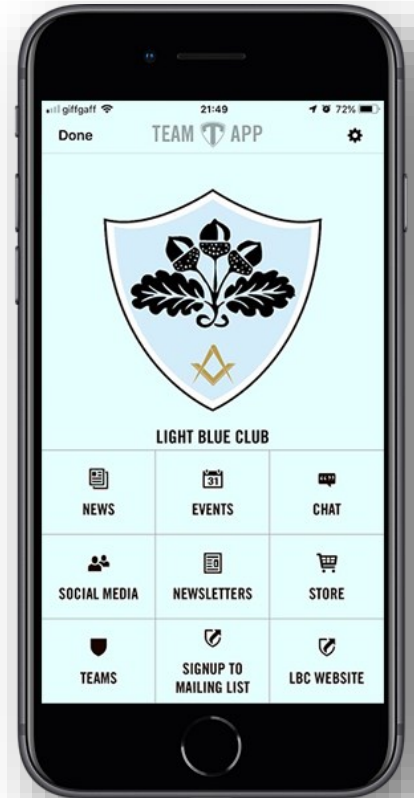 giffgaff 21:49 72%
Done TEAM APP
LIGHT BLUE CLUB
31
NEWS EVENTS CHAT
SOCIAL MEDIA NEWSLETTERS STORE
TEAMS SIGNUP TO
MAILING LIST LBC WEBSITE